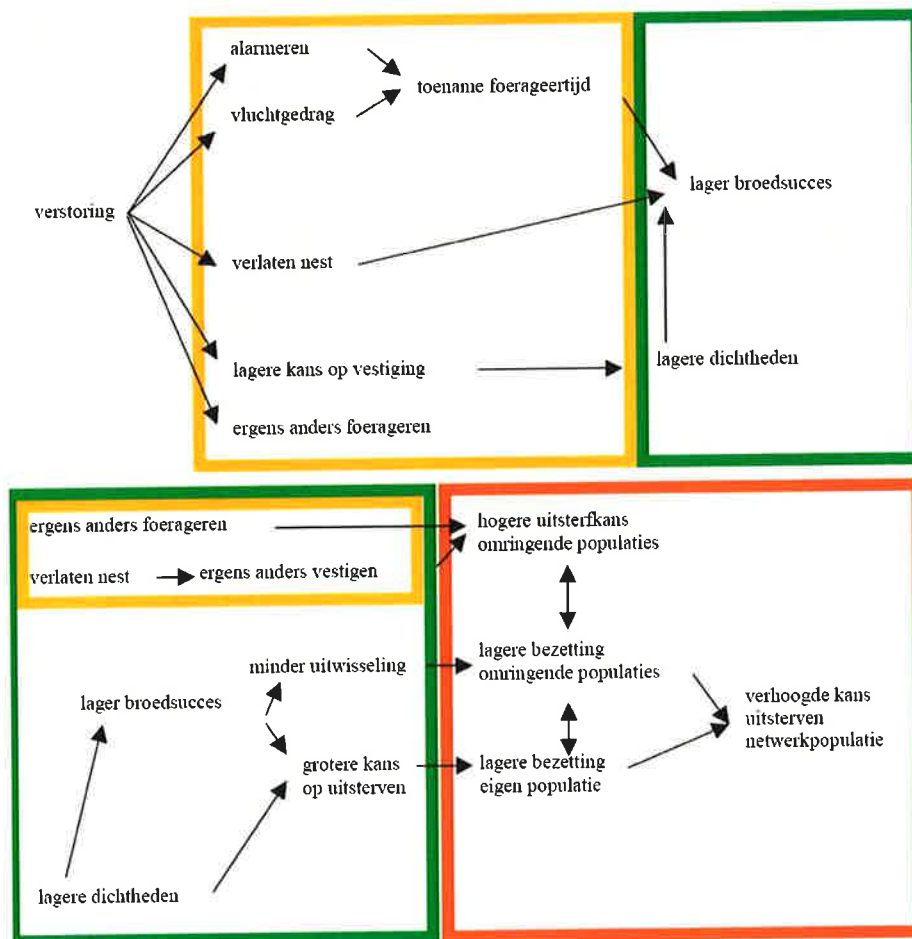 alarmeren
toename foerageertijd
vluchtgedrag
lager broedsucces
verstoring
verlaten nest
lagere dichtheden
lagere kans op vestiging
ergens anders foerageren
ergens anders foerageren
hogere uitsterfkans
omringende populaties
verlaten nest
ergens anders vestigen
minder uitwisseling
lagere bezetting
omringende populaties
lager broedsucces
verhoogde kans
uitsterven
netwerkpopulatie
grotere kans
op uitsterven
lagere bezetting
eigen populatie
lagere dichtheden